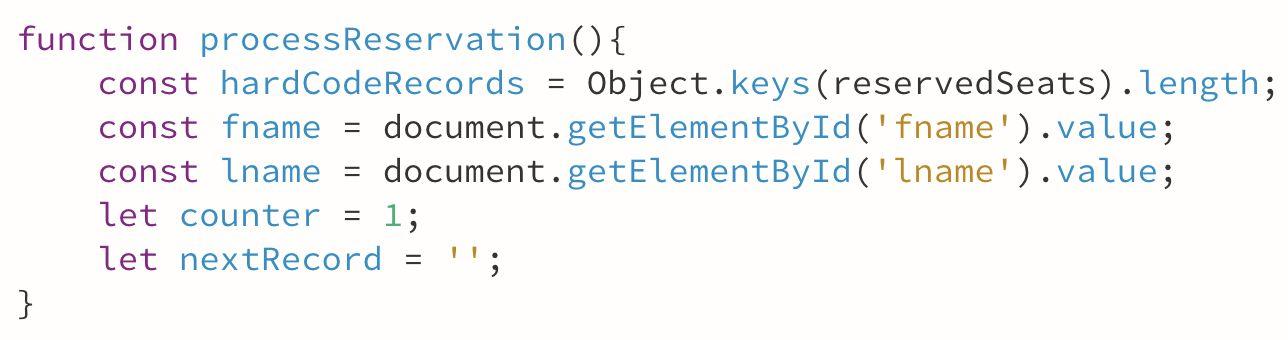 function processReservation(){
    const hardCodeRecords = Object.keys(reservedSeats).length;
    const fname = document.getElementById('fname').value;
    const lname = document.getElementById('lname').value;
    let counter = 1;
    let nextRecord = '';
}